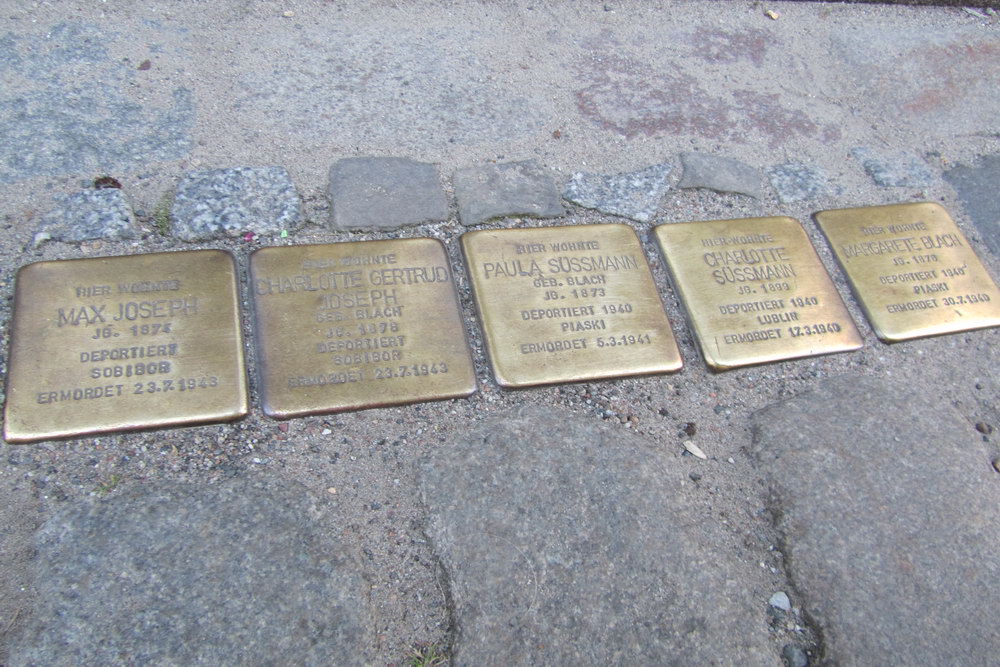 HIER WOHNTE
MAX JOSEPH
JG. 1874
DEPORTIERT
SOBIBOR
ERMORDET 23.7.1943
HIER WOHNTE
CHARLOTTE GERTRUD
JOSEPH
GEB. BLACH
JG. 1878
DEPORTIERT
SOBIBOR
ERMORDET 23.7.1943
HIER WOHNTE
PAULA SÜSSMANN
GEB. BLACH
JG. 1873
DEPORTIERT 1940
PIASKI
ERMORDET 5.3.1941
HIER WOHNTE
CHARLOTTE
SÜSSMANN
JG. 1899
DEPORTIERT 1940
LUBLIN
ERMORDET 17.3.1940
HIER WOHNTE
MARGARETE BLACH
JG. 1870
DEPORTIERT 1940
PIASKI
ERMORDET 30.7.1940